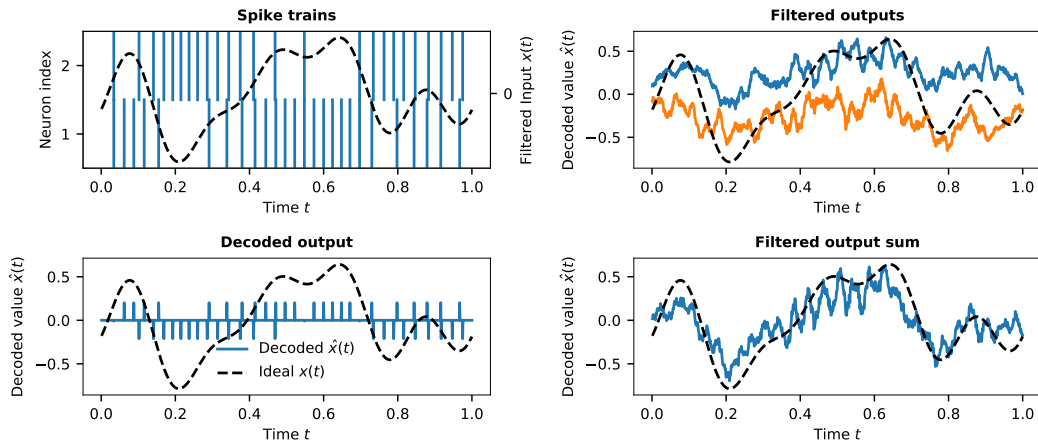 Spike trains
Neuron index
2
1
0
Filtered Input x(t)
0.0 0.2 0.4 0.6 0.8 1.0
Time t
Filtered outputs
Decoded value x̂(t)
0.5
0.0
−0.5
0.0 0.2 0.4 0.6 0.8 1.0
Time t
Decoded output
Decoded value x̂(t)
0.5
0.0
−0.5
Decoded x̂(t)
Ideal x(t)
0.0 0.2 0.4 0.6 0.8 1.0
Time t
Filtered output sum
Decoded value x̂(t)
0.5
0.0
−0.5
0.0 0.2 0.4 0.6 0.8 1.0
Time t